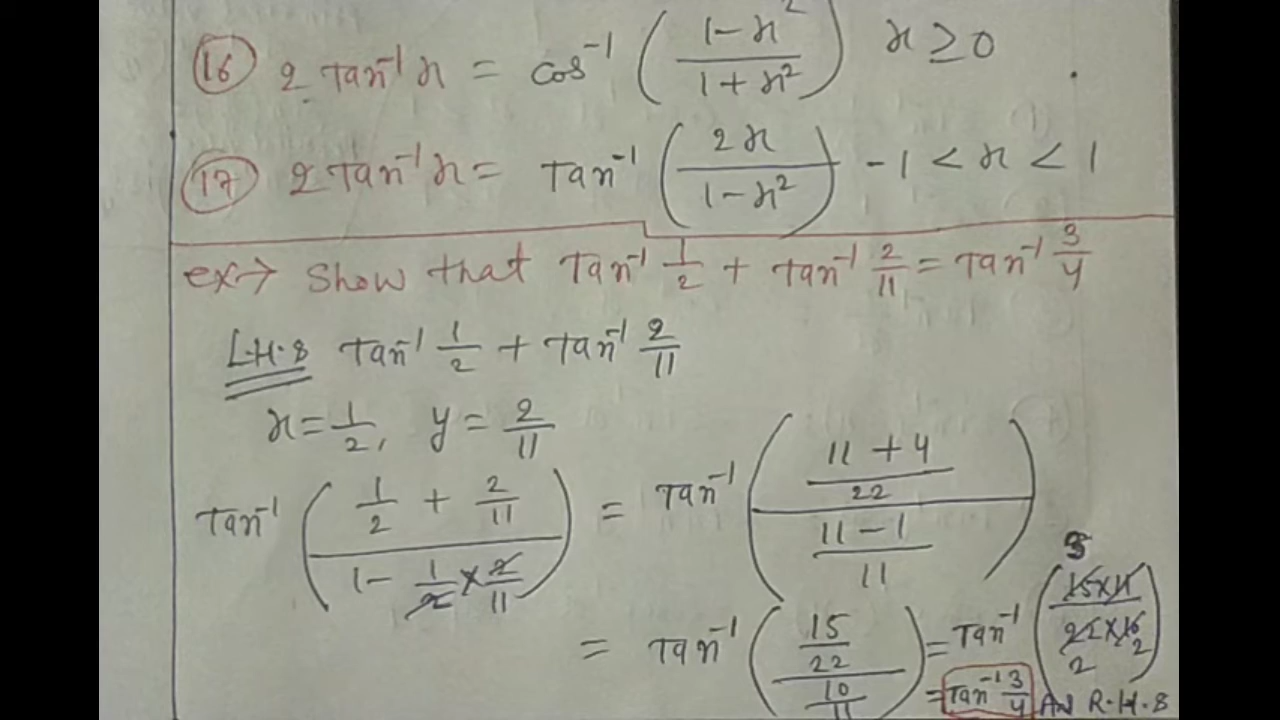 (16) 2 Tan⁻¹ x = cos⁻¹ ( (1 - x²) / (1 + x²) ) x ≥ 0
(17) 2 Tan⁻¹ x = Tan⁻¹ ( 2x / (1 - x²) ) -1 < x < 1
ex→ Show that Tan⁻¹ 1/2 + Tan⁻¹ 2/11 = Tan⁻¹ 3/4
L.H.S Tan⁻¹ 1/2 + Tan⁻¹ 2/11
x = 1/2, y = 2/11
Tan⁻¹ ( (1/2 + 2/11) / (1 - 1/2 × 2/11) ) = Tan⁻¹ ( ((11 + 4)/22) / ((11 - 1)/11) )
= Tan⁻¹ ( (15/22) / (10/11) ) = Tan⁻¹ ( (15×11) / (22×10) )
3
2 2
= Tan⁻¹ 3/4 R.H.S